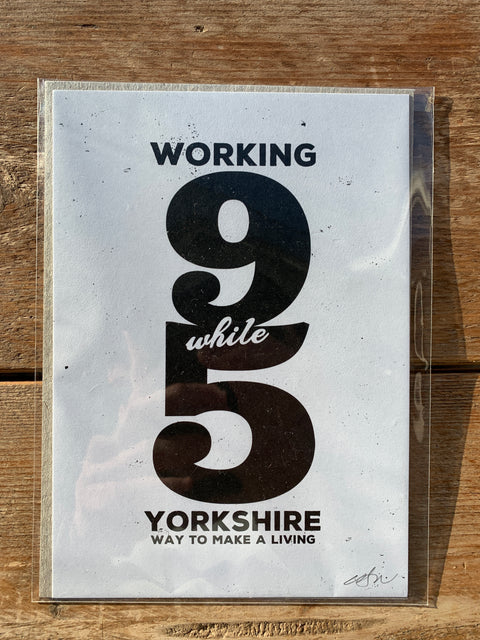 WORKING
9
while
5
YORKSHIRE
WAY TO MAKE A LIVING